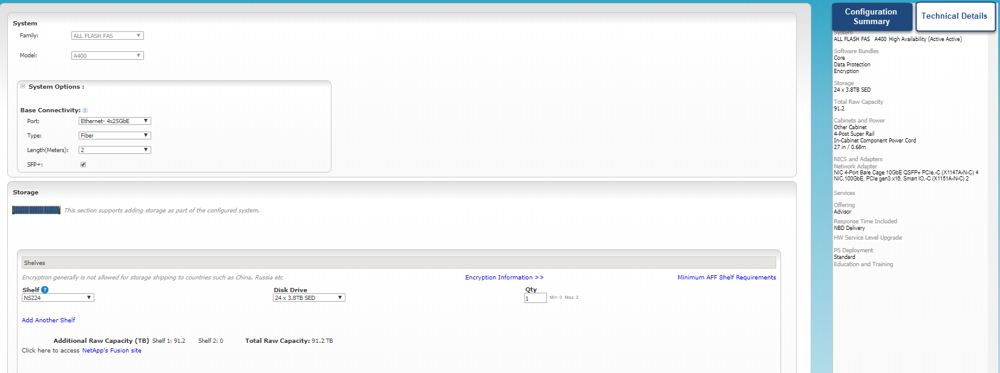 System
Family: ALL FLASH FAS
Model: A400
System Options :
Base Connectivity: ?
Port: Ethernet- 4x25GbE
Type: Fiber
Length(Meters): 2
SFP+:
Storage
This section supports adding storage as part of the configured system.
Shelves
Encryption generally is not allowed for storage shipping to countries such as China, Russia etc Encryption Information >> Minimum AFF Shelf Requirements
Shelf ? Disk Drive Qty
NS224 24 x 3.8TB SED 1 Min: 0 Max: 2
Add Another Shelf
Additional Raw Capacity (TB) Shelf 1: 91.2 Shelf 2: 0 Total Raw Capacity: 91.2 TB
Click here to access NetApp's Fusion site
Configuration
Summary
Technical Details
System
ALL FLASH FAS A400 High Availability (Active Active)
Software Bundles
Core
Data Protection
Encryption
Storage
24 x 3.8TB SED
Total Raw Capacity
91.2
Cabinets and Power
Other Cabinet
4-Post Super Rail
In-Cabinet Component Power Cord
27 in / 0.68m
NICS and Adapters
Network Adapter
NIC 4-Port Bare Cage 10GbE QSFP+ PCIe,-C (X1147A-N-C) 4
NIC,100GbE, PCIe gen3 x16, Smart IO,-C (X1151A-N-C) 2
Services
Offering
Advisor
Response Time Included
NBD Delivery
HW Service Level Upgrade
PS Deployment
Standard
Education and Training